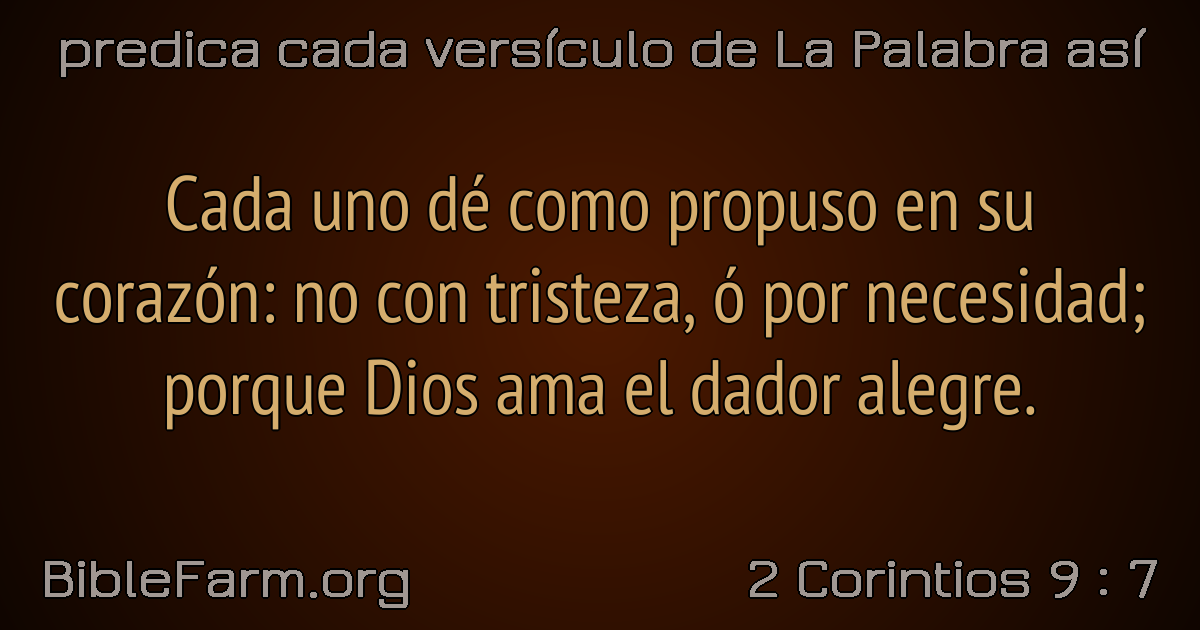 predica cada versículo de La Palabra así
Cada uno dé como propuso en su
corazón: no con tristeza, ó por necesidad;
porque Dios ama el dador alegre.
BibleFarm.org
2 Corintios 9 : 7